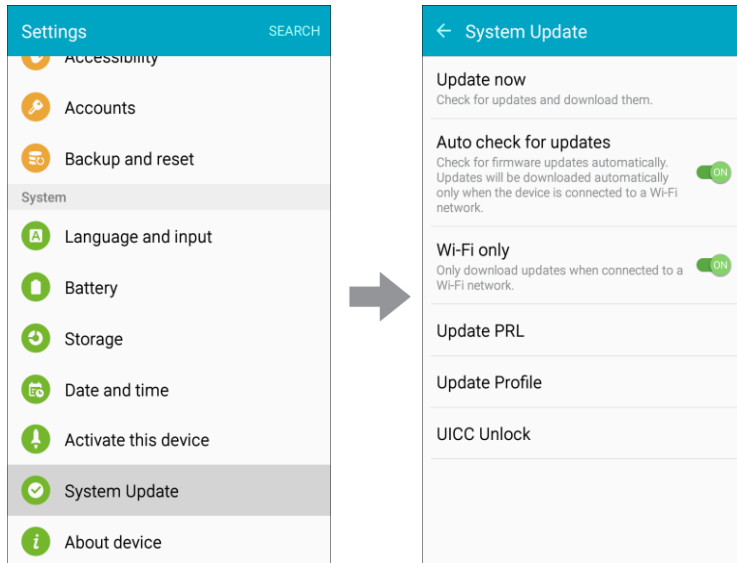 Settings
SEARCH
Accessibility
Accounts
Backup and reset
System
A
Language and input
Battery
Storage
Date and time
Activate this device
System Update
i
About device
System Update
Update now
Check for updates and download them.
Auto check for updates
Check for firmware updates automatically.
Updates will be downloaded automatically
only when the device is connected to a Wi-Fi
network.
ON
Wi-Fi only
Only download updates when connected to a
Wi-Fi network.
ON
Update PRL
Update Profile
UICC Unlock